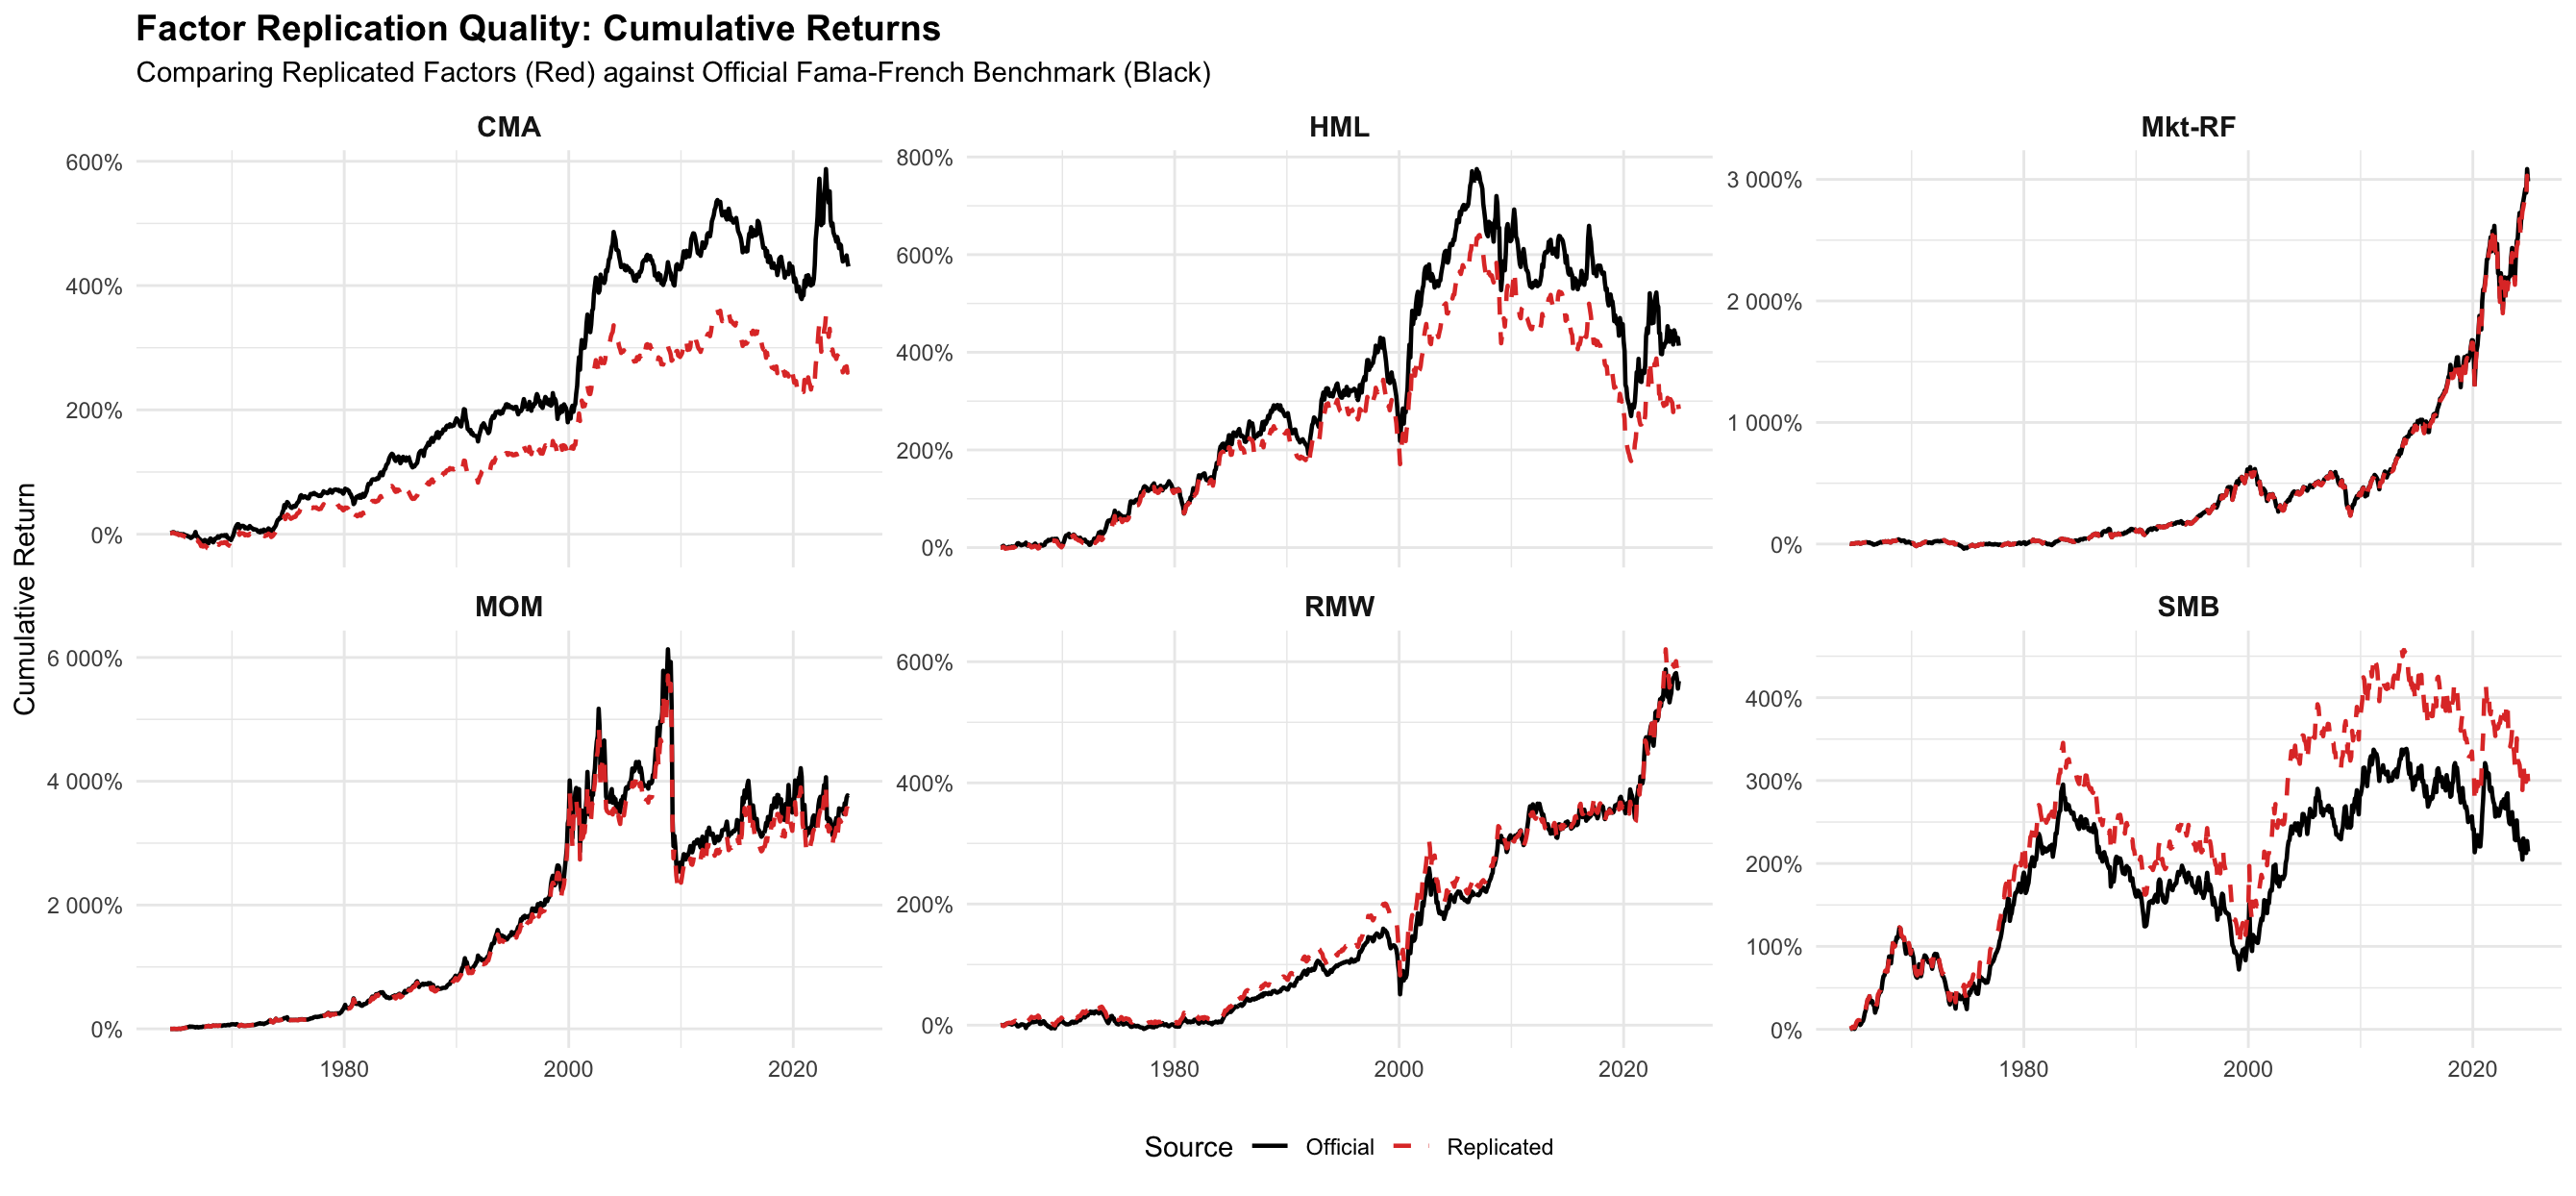 Factor Replication Quality: Cumulative Returns
Comparing Replicated Factors (Red) against Official Fama-French Benchmark (Black)
Cumulative Return
CMA
600%
400%
200%
0%
HML
800%
600%
400%
200%
0%
Mkt-RF
3 000%
2 000%
1 000%
0%
MOM
6 000%
4 000%
2 000%
0%
1980 2000 2020
RMW
600%
400%
200%
0%
1980 2000 2020
SMB
400%
300%
200%
100%
0%
1980 2000 2020
Source Official Replicated